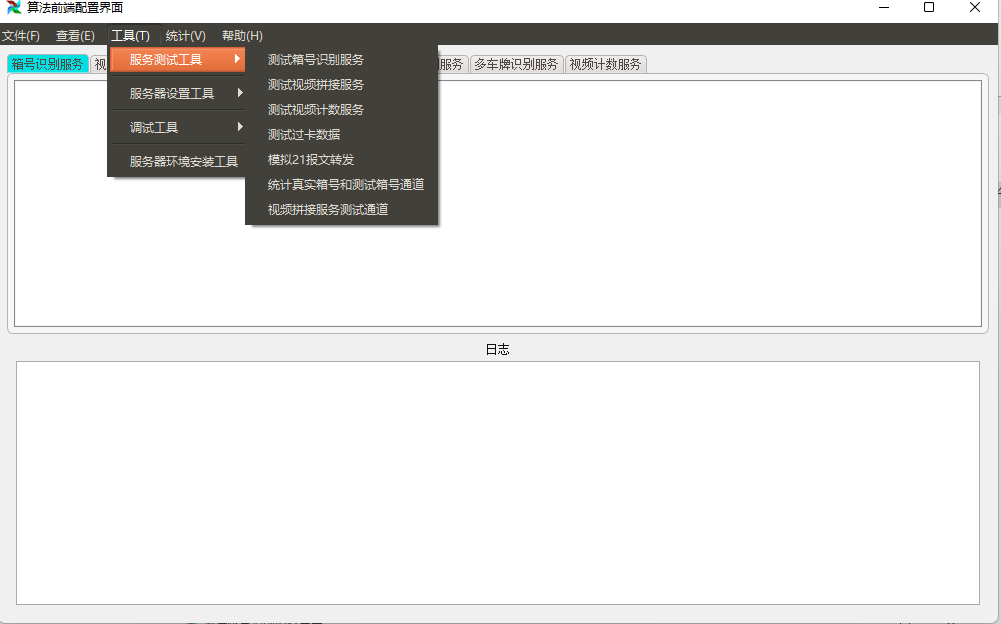 算法前端配置界面
文件(F) 查看(E) 工具(T) 统计(V) 帮助(H)
箱号识别服务 视 服务 多车牌识别服务 视频计数服务
服务测试工具
服务器设置工具
调试工具
服务器环境安装工具
测试箱号识别服务
测试视频拼接服务
测试视频计数服务
测试过卡数据
模拟21报文转发
统计真实箱号和测试箱号通道
视频拼接服务测试通道
日志